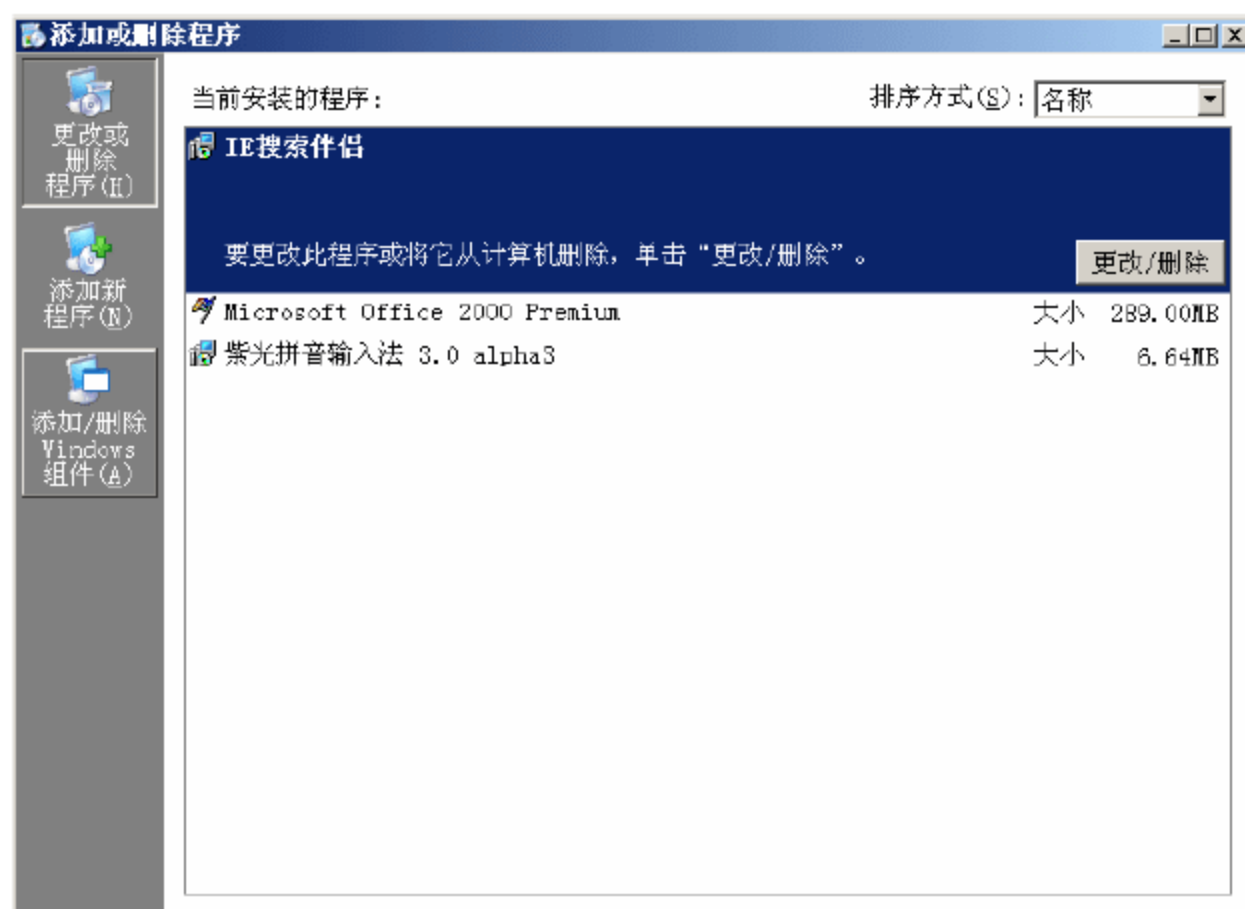 添加或删除程序
更改或
删除
程序(H)
添加新
程序(N)
添加/删除
Windows
组件(A)
当前安装的程序:
排序方式(S): 名称
IE搜索伴侣
要更改此程序或将它从计算机删除，单击“更改/删除”。
更改/删除
Microsoft Office 2000 Premium 大小 289.00MB
紫光拼音输入法 3.0 alpha3 大小 6.64MB